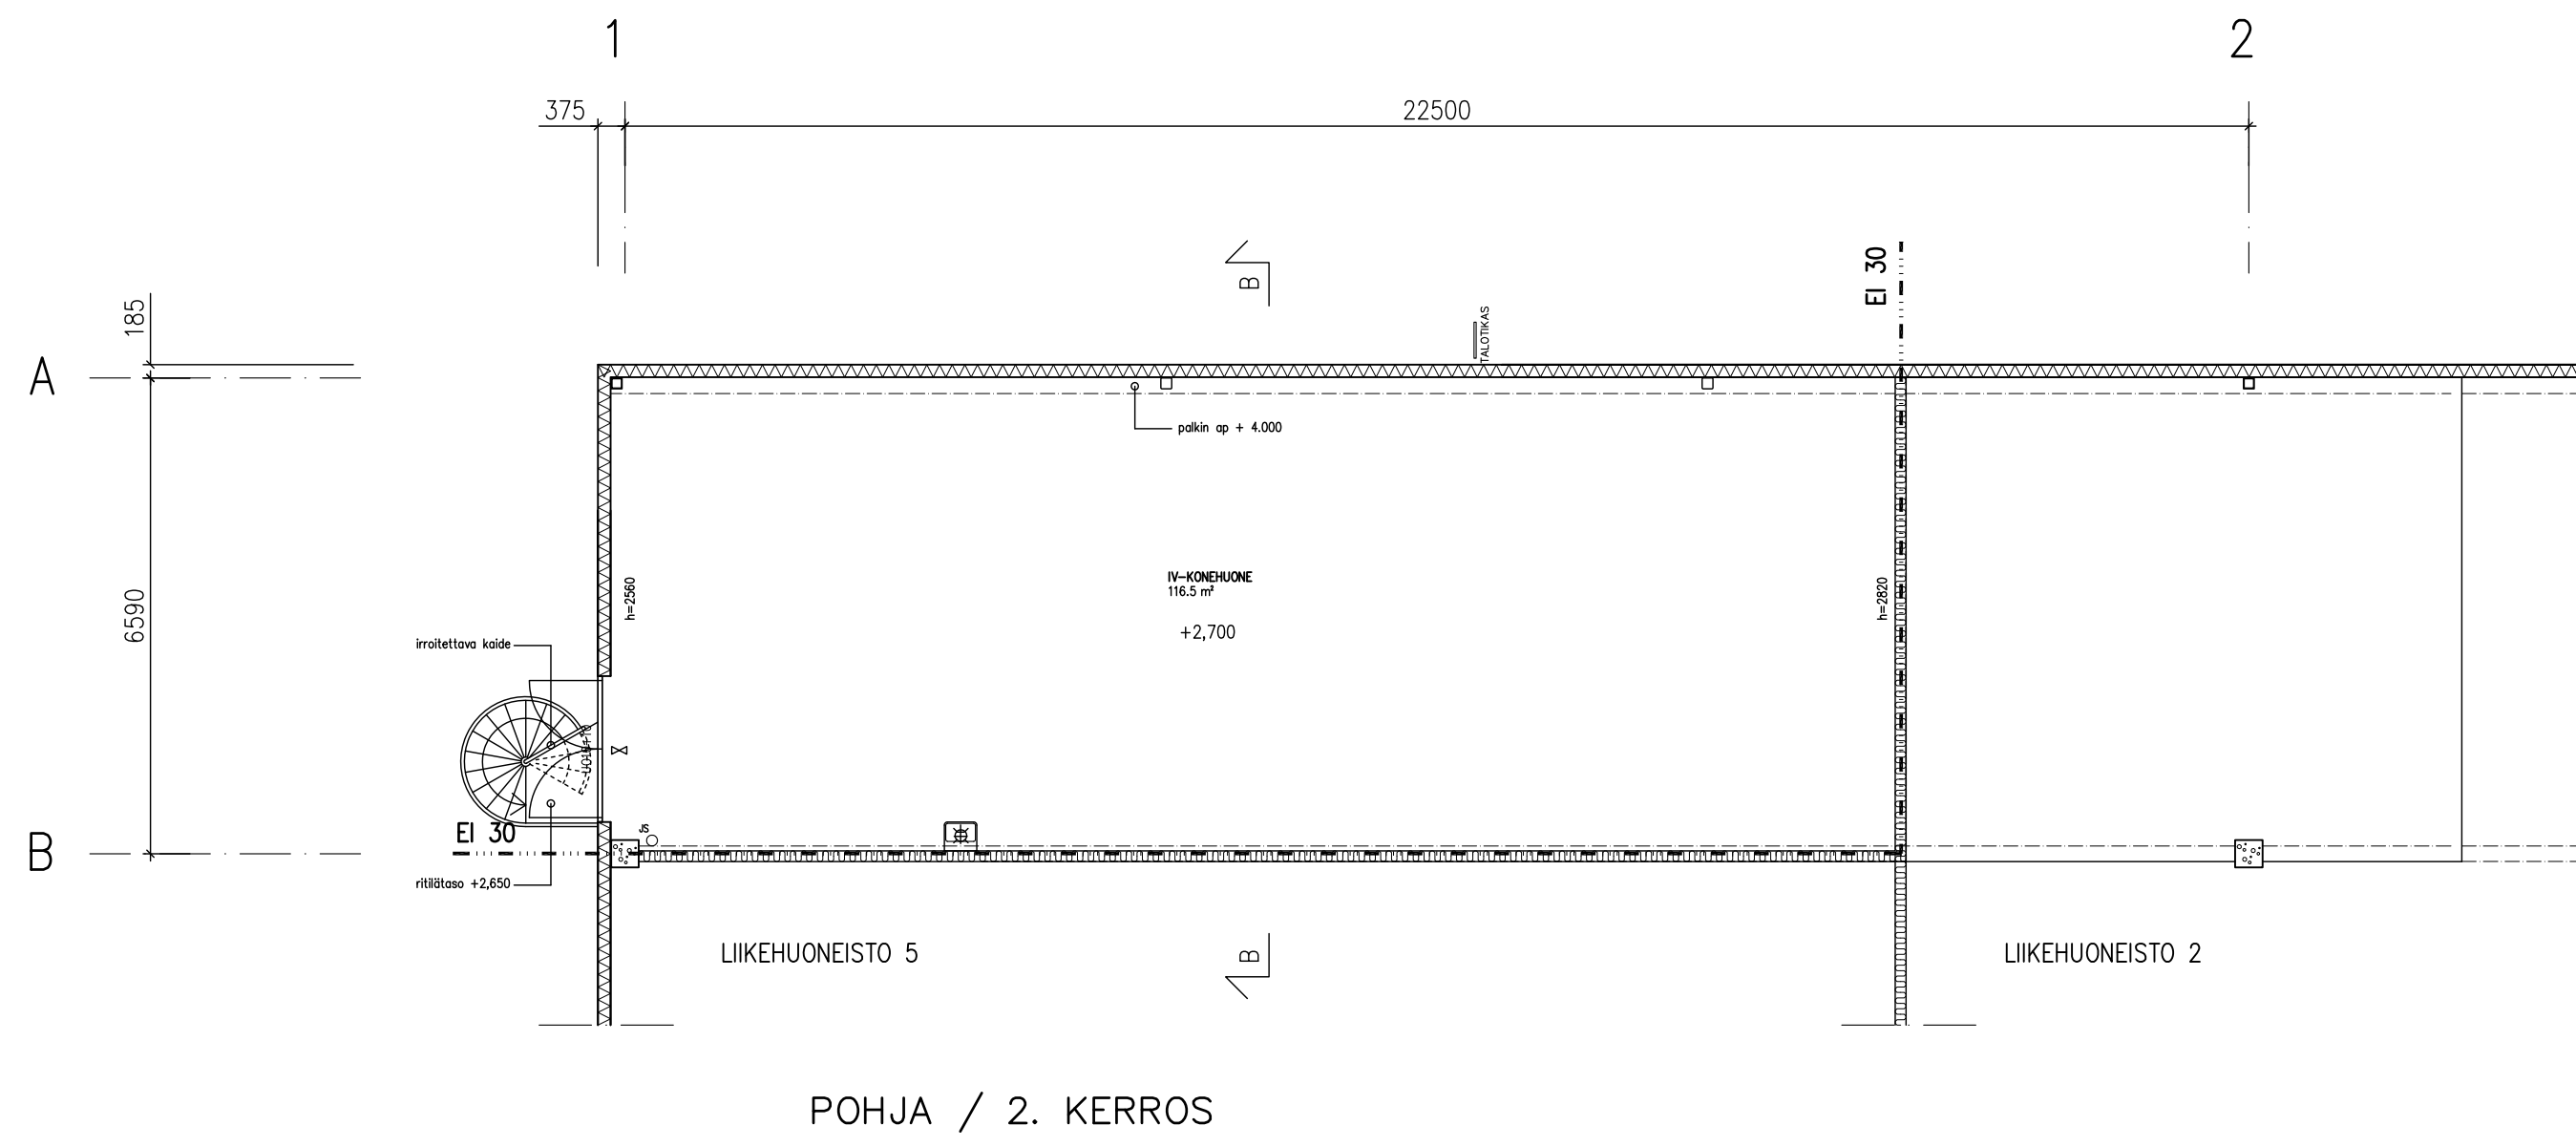 1
2
375
22500
EI 30
B
185
TALOTIKAS
A
palkin ap + 4.000
IV-KONEHUONE
116.5 m²
h=2560
h=2820
6590
+2,700
irroitettava kaide
JS
EI 30
B
ritilätaso +2,650
LIIKEHUONEISTO 5
B
LIIKEHUONEISTO 2
POHJA / 2. KERROS